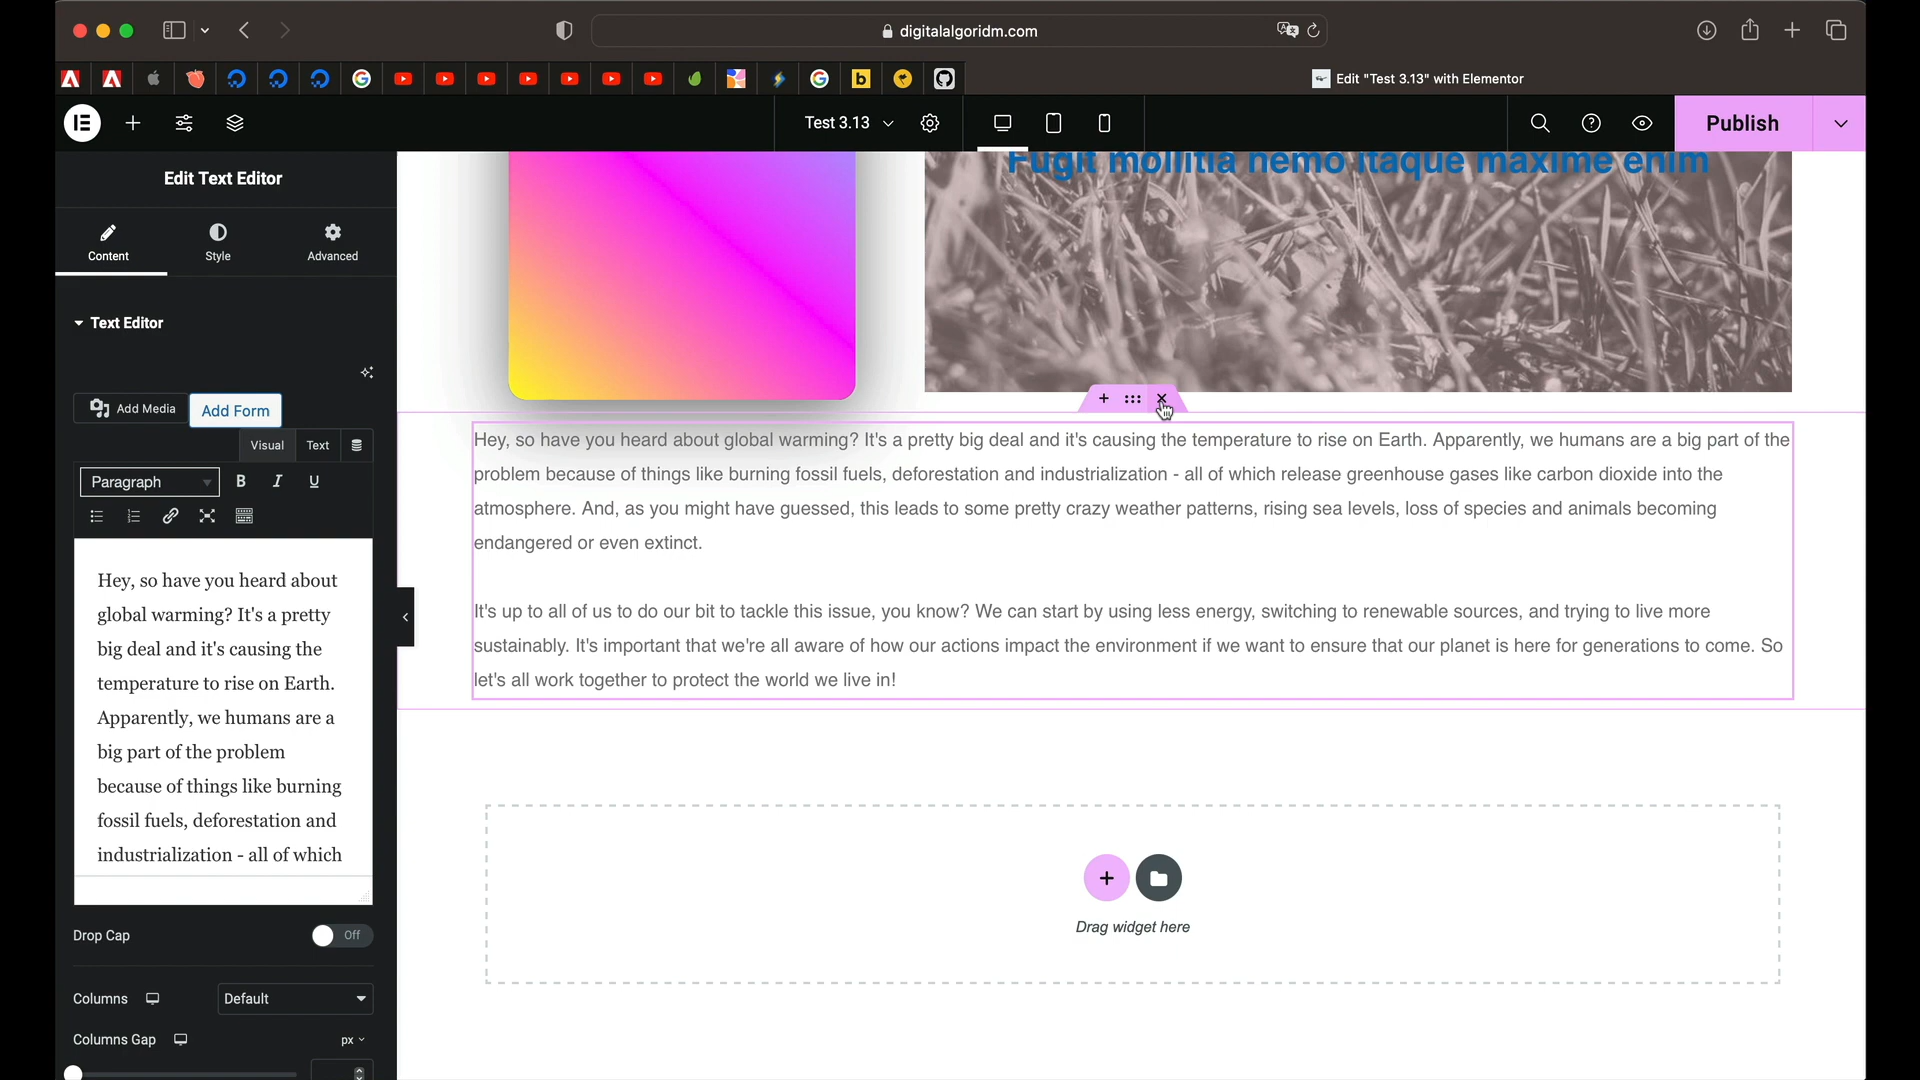 digitalalgoridm.com
Edit "Test 3.13" with Elementor
Test 3.13
Publish
Edit Text Editor
Content
Style
Advanced
Text Editor
Add Media
Add Form
Visual
Text
Paragraph
B
I
U
Hey, so have you heard about
global warming? It's a pretty
big deal and it's causing the
temperature to rise on Earth.
Apparently, we humans are a
big part of the problem
because of things like burning
fossil fuels, deforestation and
industrialization - all of which
Drop Cap
Off
Columns
Default
Columns Gap
px
Fugit mollitia nemo itaque maxime enim
Hey, so have you heard about global warming? It's a pretty big deal and it's causing the temperature to rise on Earth. Apparently, we humans are a big part of the
problem because of things like burning fossil fuels, deforestation and industrialization - all of which release greenhouse gases like carbon dioxide into the
atmosphere. And, as you might have guessed, this leads to some pretty crazy weather patterns, rising sea levels, loss of species and animals becoming
endangered or even extinct.
It's up to all of us to do our bit to tackle this issue, you know? We can start by using less energy, switching to renewable sources, and trying to live more
sustainably. It's important that we're all aware of how our actions impact the environment if we want to ensure that our planet is here for generations to come. So
let's all work together to protect the world we live in!
Drag widget here